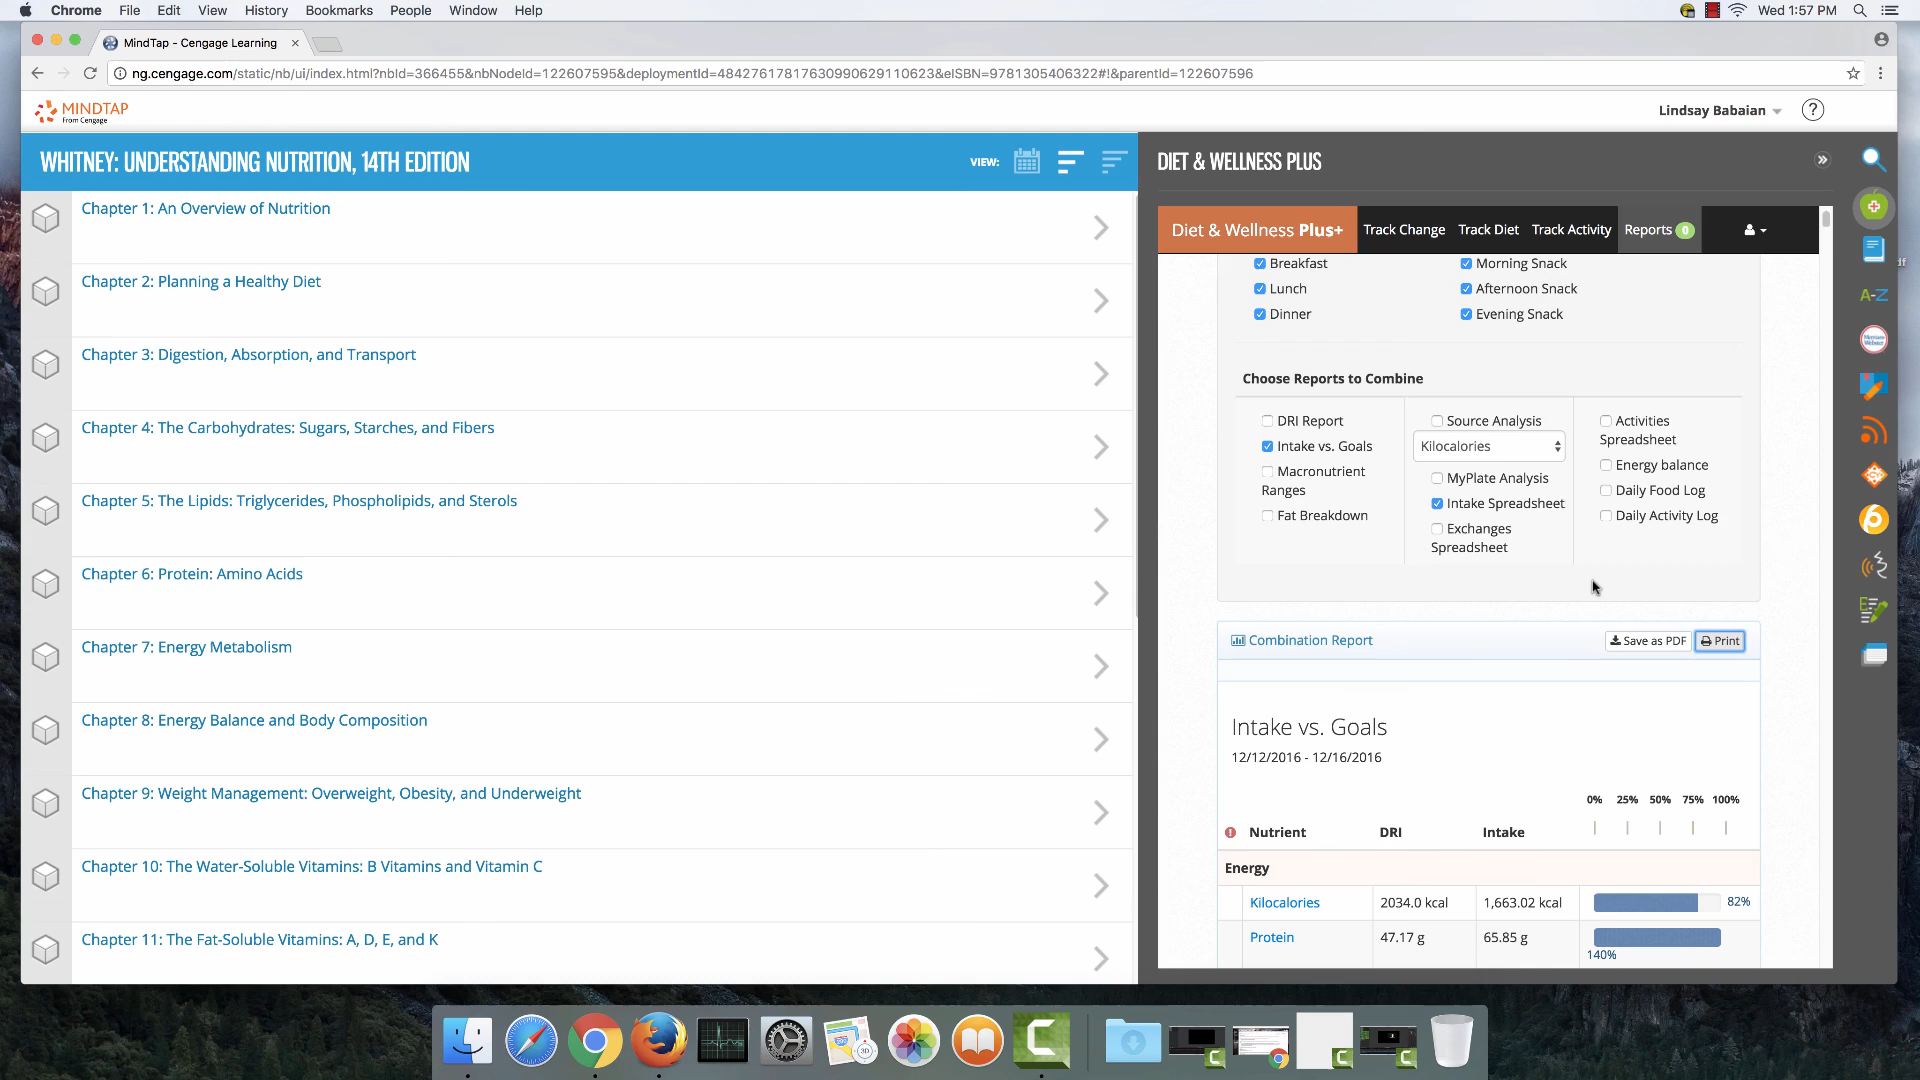 Chrome File Edit View History Bookmarks People Window Help Wed 1:57 PM
MindTap - Cengage Learning
ng.cengage.com/static/nb/ui/index.html?nbId=366455&nbNodeId=122607595&deploymentId=4842761781763099062911062​3&eISBN=9781305406322#!&parentId=122607596
MINDTAP
From Cengage
Lindsay Babaian
WHITNEY: UNDERSTANDING NUTRITION, 14TH EDITION
VIEW:
Chapter 1: An Overview of Nutrition
Chapter 2: Planning a Healthy Diet
Chapter 3: Digestion, Absorption, and Transport
Chapter 4: The Carbohydrates: Sugars, Starches, and Fibers
Chapter 5: The Lipids: Triglycerides, Phospholipids, and Sterols
Chapter 6: Protein: Amino Acids
Chapter 7: Energy Metabolism
Chapter 8: Energy Balance and Body Composition
Chapter 9: Weight Management: Overweight, Obesity, and Underweight
Chapter 10: The Water-Soluble Vitamins: B Vitamins and Vitamin C
Chapter 11: The Fat-Soluble Vitamins: A, D, E, and K
DIET & WELLNESS PLUS
Diet & Wellness Plus+ Track Change Track Diet Track Activity Reports 0
Breakfast Morning Snack
Lunch Afternoon Snack
Dinner Evening Snack
Choose Reports to Combine
DRI Report
Intake vs. Goals
Macronutrient
Ranges
Fat Breakdown
Source Analysis
Kilocalories
MyPlate Analysis
Intake Spreadsheet
Exchanges
Spreadsheet
Activities
Spreadsheet
Energy balance
Daily Food Log
Daily Activity Log
Combination Report Save as PDF Print
Intake vs. Goals
12/12/2016 - 12/16/2016
0% 25% 50% 75% 100%
Nutrient DRI Intake
Energy
Kilocalories 2034.0 kcal 1,663.02 kcal 82%
Protein 47.17 g 65.85 g
140%
A-Z